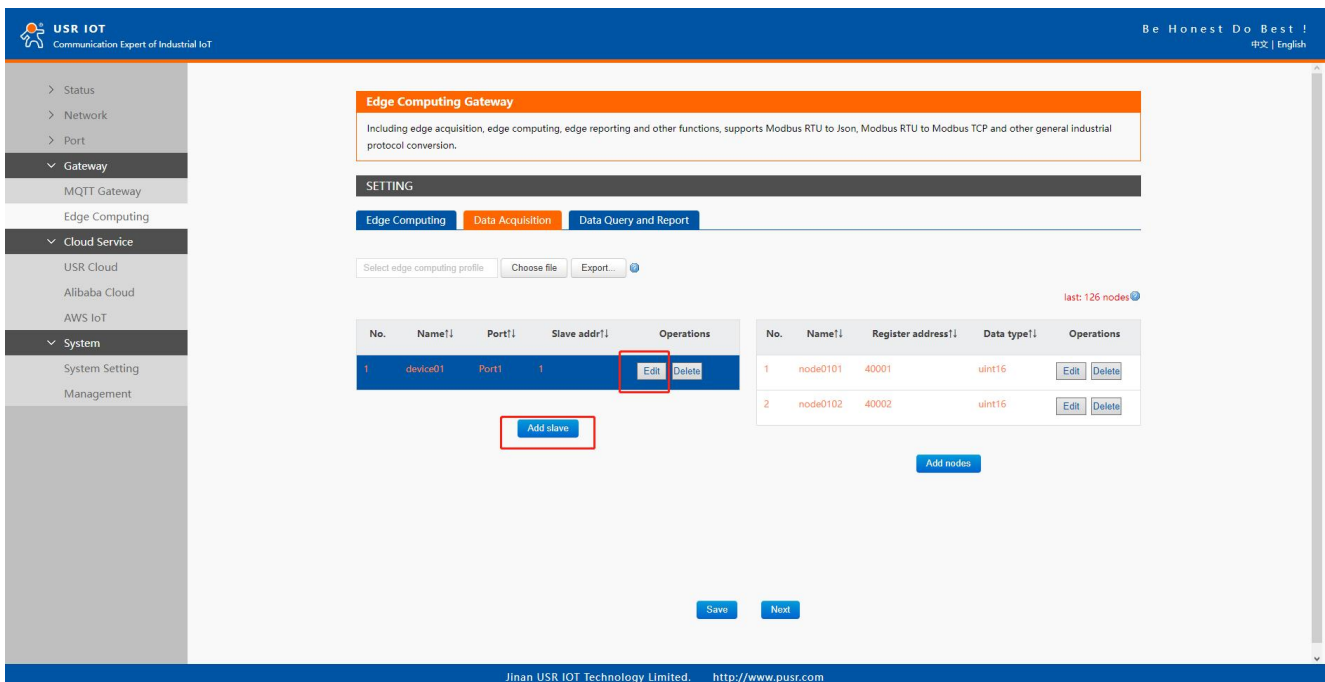 USR IOT
Communication Expert of Industrial IoT
Be Honest Do Best !
中文 | English
Status
Network
Port
Gateway
MQTT Gateway
Edge Computing
Cloud Service
USR Cloud
Alibaba Cloud
AWS IoT
System
System Setting
Management
Edge Computing Gateway
Including edge acquisition, edge computing, edge reporting and other functions, supports Modbus RTU to Json, Modbus RTU to Modbus TCP and other general industrial
protocol conversion.
SETTING
Edge Computing Data Acquisition Data Query and Report
Select edge computing profile Choose file Export...
last: 126 nodes
No. Name↑↓ Port↑↓ Slave addr↑↓ Operations
1 device01 Port1 1 Edit Delete
Add slave
No. Name↑↓ Register address↑↓ Data type↑↓ Operations
1 node0101 40001 uint16 Edit Delete
2 node0102 40002 uint16 Edit Delete
Add nodes
Save Next
Jinan USR IOT Technology Limited. http://www.pusr.com